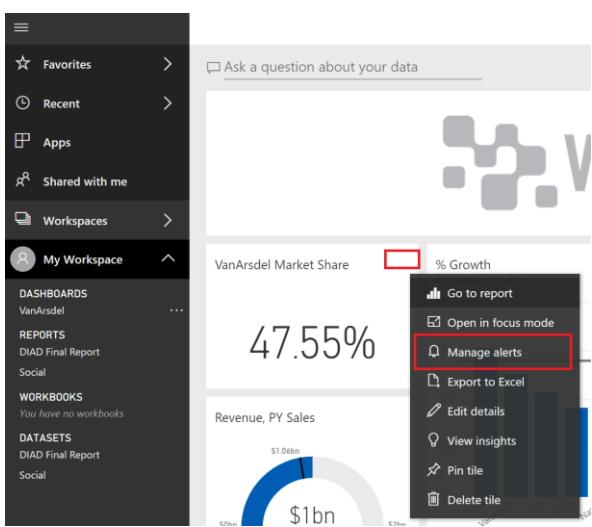 Favorites
Recent
Apps
Shared with me
Workspaces
My Workspace
DASHBOARDS
VanArsdel
REPORTS
DIAD Final Report
Social
WORKBOOKS
You have no workbooks
DATASETS
DIAD Final Report
Social
Ask a question about your data
V
VanArsdel Market Share
47.55%
% Growth
Go to report
Open in focus mode
Manage alerts
Export to Excel
Edit details
View insights
Pin tile
Delete tile
Revenue, PY Sales
$1.06bn
$1bn
$0bn
$2bn